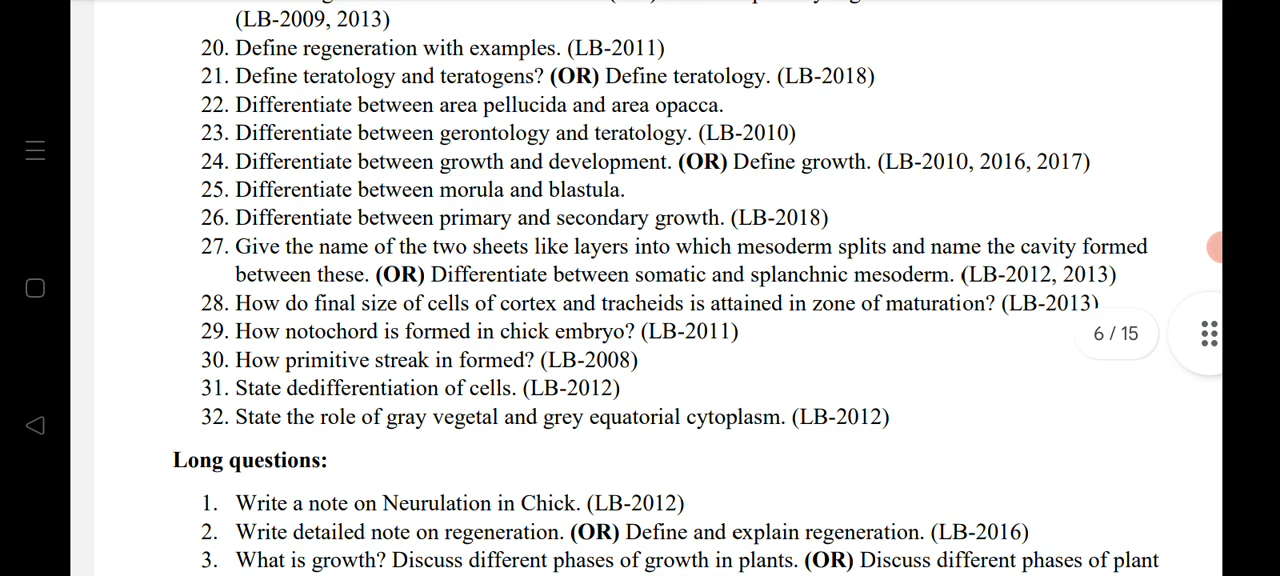 (LB-2009, 2013)
20. Define regeneration with examples. (LB-2011)
21. Define teratology and teratogens? (OR) Define teratology. (LB-2018)
22. Differentiate between area pellucida and area opacca.
23. Differentiate between gerontology and teratology. (LB-2010)
24. Differentiate between growth and development. (OR) Define growth. (LB-2010, 2016, 2017)
25. Differentiate between morula and blastula.
26. Differentiate between primary and secondary growth. (LB-2018)
27. Give the name of the two sheets like layers into which mesoderm splits and name the cavity formed
between these. (OR) Differentiate between somatic and splanchnic mesoderm. (LB-2012, 2013)
28. How do final size of cells of cortex and tracheids is attained in zone of maturation? (LB-2013)
29. How notochord is formed in chick embryo? (LB-2011)
6 / 15
30. How primitive streak in formed? (LB-2008)
31. State dedifferentiation of cells. (LB-2012)
32. State the role of gray vegetal and grey equatorial cytoplasm. (LB-2012)
Long questions:
1. Write a note on Neurulation in Chick. (LB-2012)
2. Write detailed note on regeneration. (OR) Define and explain regeneration. (LB-2016)
3. What is growth? Discuss different phases of growth in plants. (OR) Discuss different phases of plant